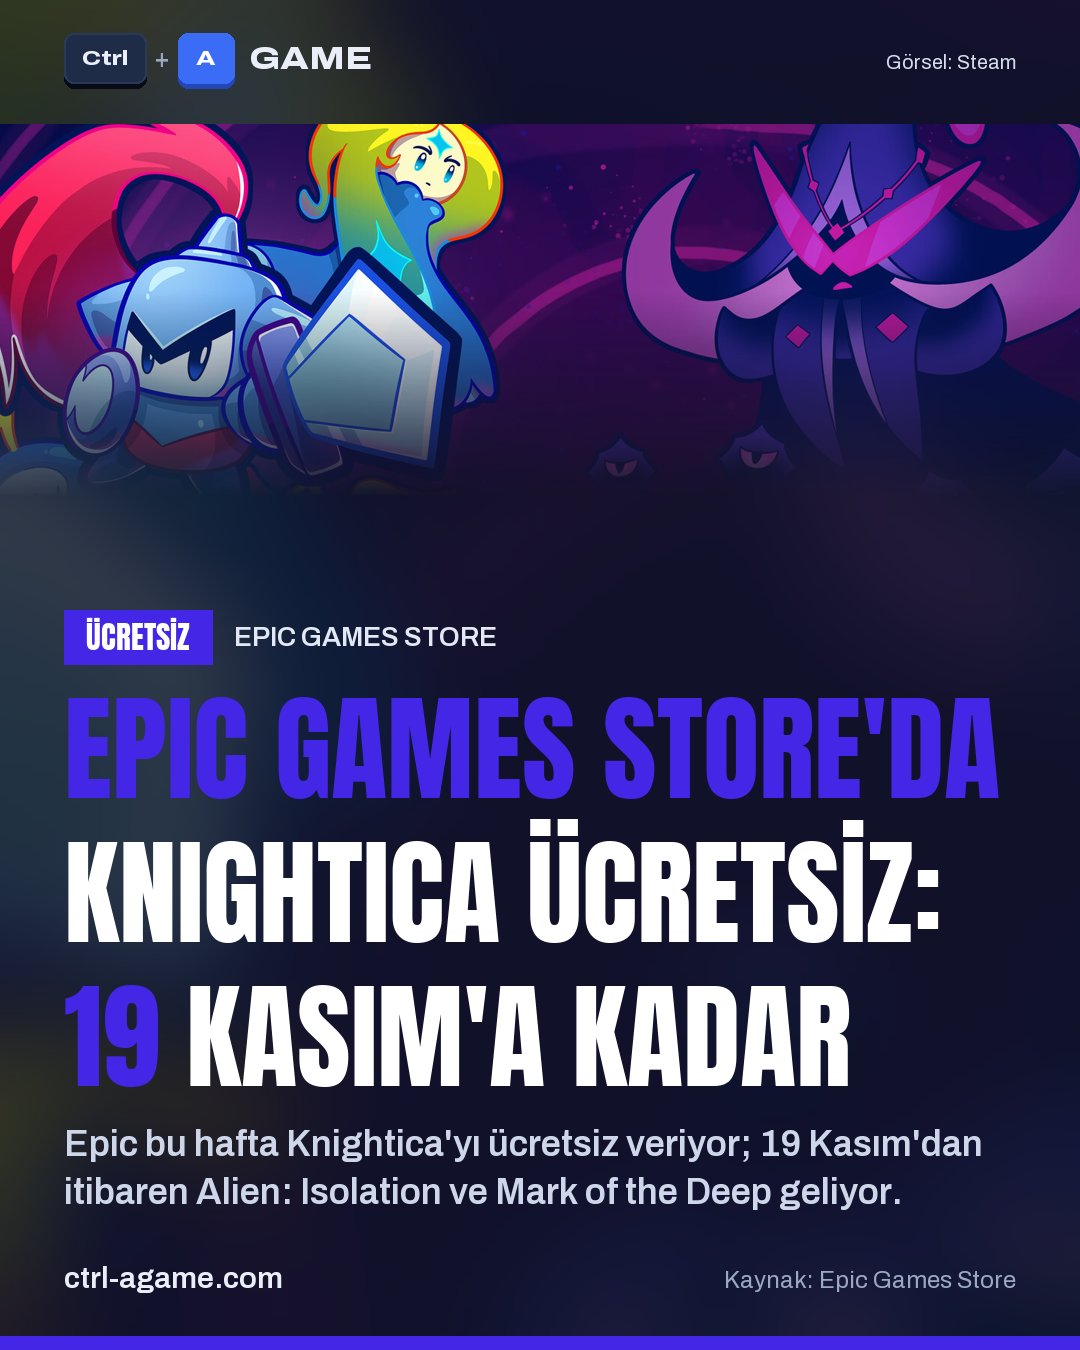 Ctrl + A GAME
Görsel: Steam
ÜCRETSİZ
EPIC GAMES STORE
EPIC GAMES STORE'DA
KNIGHTICA ÜCRETSİZ:
19 KASIM'A KADAR
Epic bu hafta Knightica'yı ücretsiz veriyor; 19 Kasım'dan
itibaren Alien: Isolation ve Mark of the Deep geliyor.
ctrl-agame.com
Kaynak: Epic Games Store